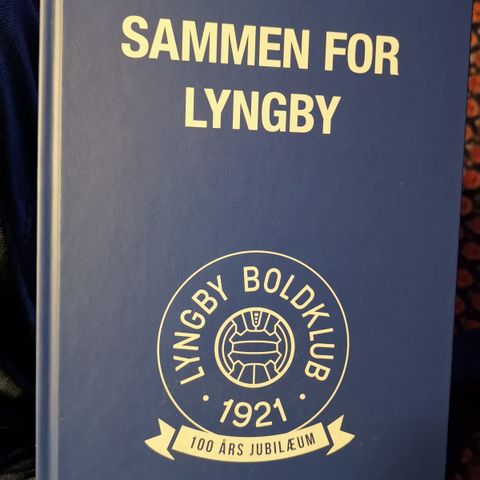 SAMMEN FOR
LYNGBY
LYNGBY BOLDKLUB
· 1921 ·
100 ÅRS JUBILÆUM